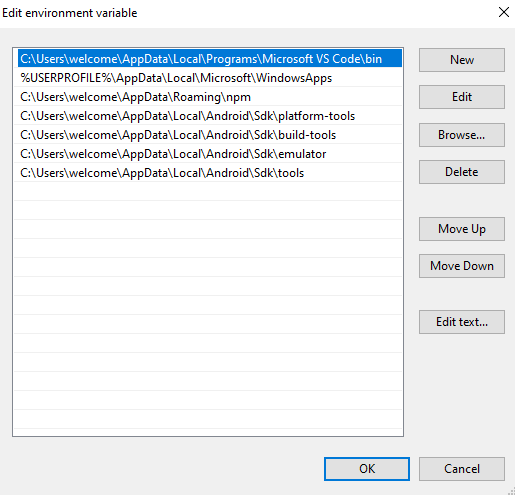 Edit environment variable
C:\Users\welcome\AppData\Local\Programs\Microsoft VS Code\bin
%USERPROFILE%\AppData\Local\Microsoft\WindowsApps
C:\Users\welcome\AppData\Roaming\npm
C:\Users\welcome\AppData\Local\Android\Sdk\platform-tools
C:\Users\welcome\AppData\Local\Android\Sdk\build-tools
C:\Users\welcome\AppData\Local\Android\Sdk\emulator
C:\Users\welcome\AppData\Local\Android\Sdk\tools
New
Edit
Browse...
Delete
Move Up
Move Down
Edit text...
OK
Cancel